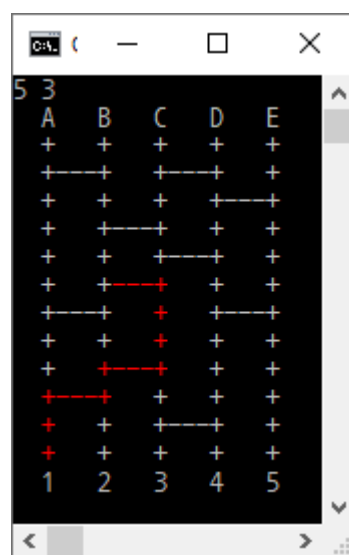 5 3
A B C D E
+ + + + +
+---+ +---+ +
+ + + +---+
+ +---+ + +
+ + +---+ +
+ +---+ + +
+---+ + +---+
+ + + + +
+ +---+ + +
+---+ + + +
+ + +---+ +
+ + + + +
1 2 3 4 5